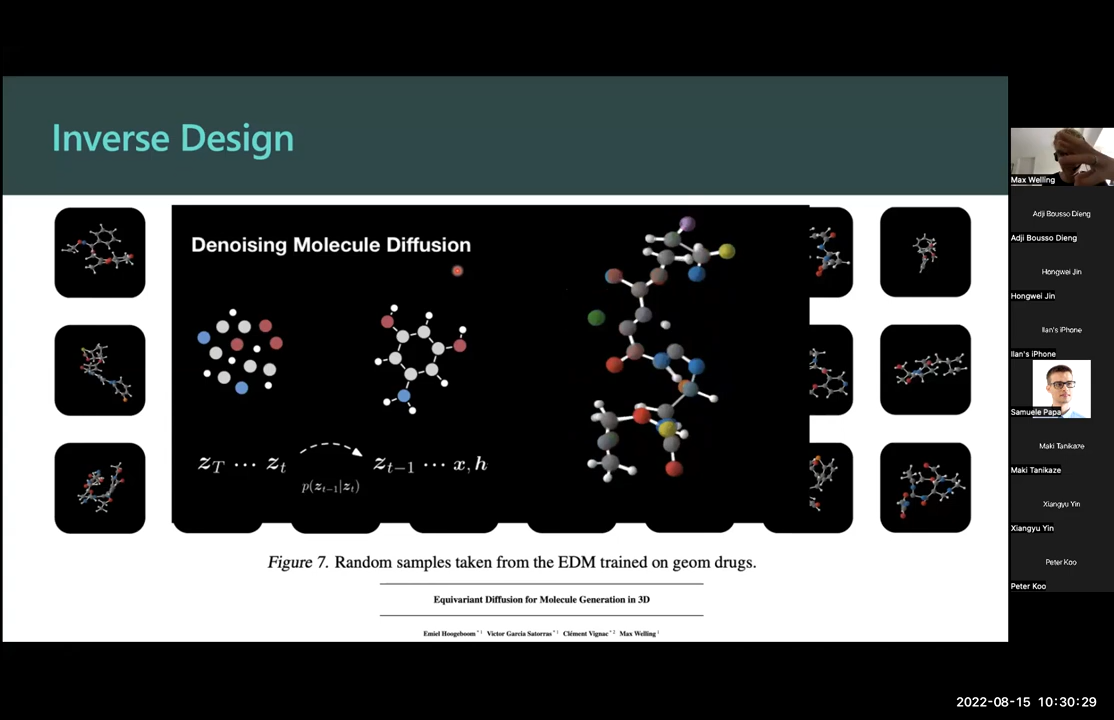 Inverse Design
Denoising Molecule Diffusion
z_T ⋯ z_t
z_{t−1} ⋯ x, h
p(z_{t−1}|z_t)
Figure 7. Random samples taken from the EDM trained on geom drugs.
Equivariant Diffusion for Molecule Generation in 3D
Emiel Hoogeboom *1 Victor Garcia Satorras *1 Clément Vignac *2 Max Welling 1
Max Welling
Adji Bousso Dieng
Adji Bousso Dieng
Hongwei Jin
Hongwei Jin
Ilan's iPhone
Ilan's iPhone
Samuele Papa
Maki Tanikaze
Maki Tanikaze
Xiangyu Yin
Xiangyu Yin
Peter Koo
Peter Koo
2022-08-15 10:30:29